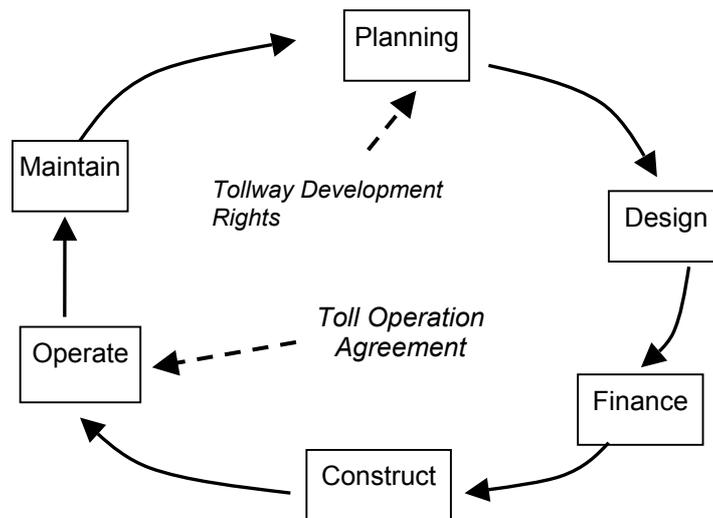 Planning
Maintain
Tollway Development
Rights
Design
Toll Operation
Agreement
Operate
Finance
Construct